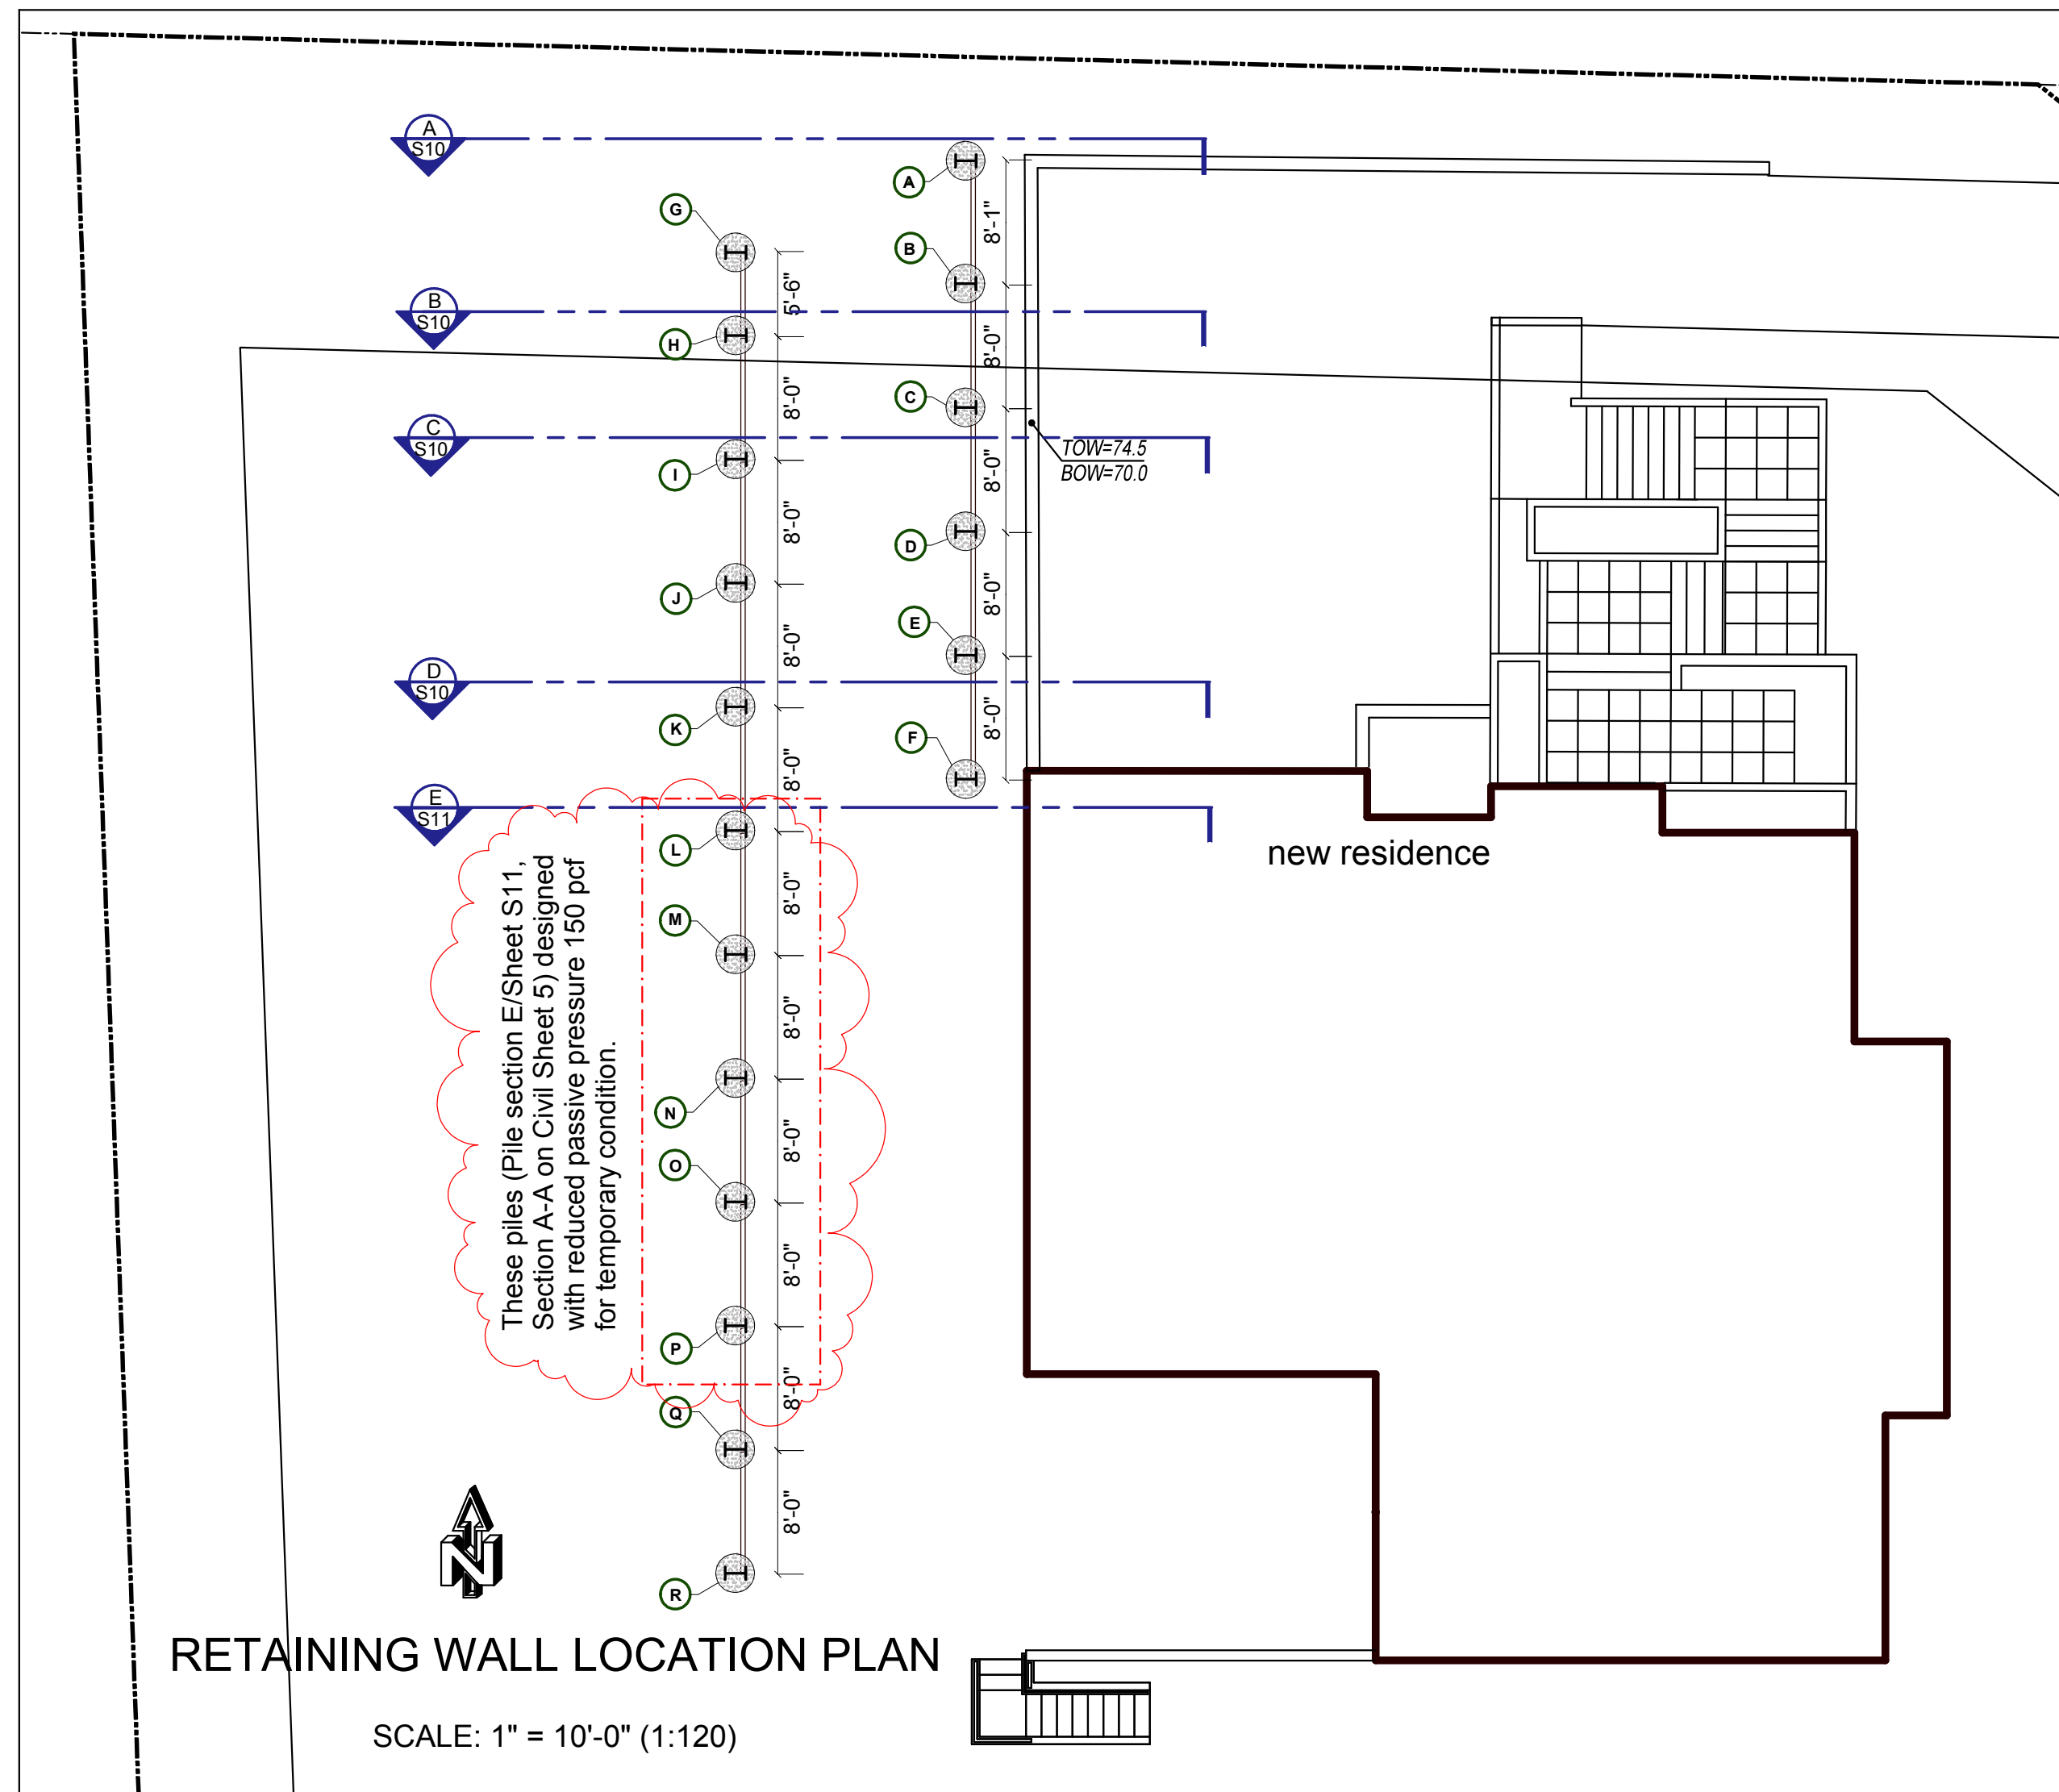 A
S10
A
G
8'-1"
B
5'-6"
B
S10
H
8'-0"
8'-0"
C
C
S10
TOW=74.5
BOW=70.0
I
8'-0"
8'-0"
D
J
8'-0"
E
8'-0"
D
S10
K
8'-0"
F
8'-0"
E
S11
L
new residence
8'-0"
M
These piles (Pile section E/Sheet S11,
Section A-A on Civil Sheet 5) designed
with reduced passive pressure 150 pcf
for temporary condition.
8'-0"
N
8'-0"
O
8'-0"
P
8'-0"
Q
8'-0"
N
R
RETAINING WALL LOCATION PLAN
SCALE: 1" = 10'-0" (1:120)